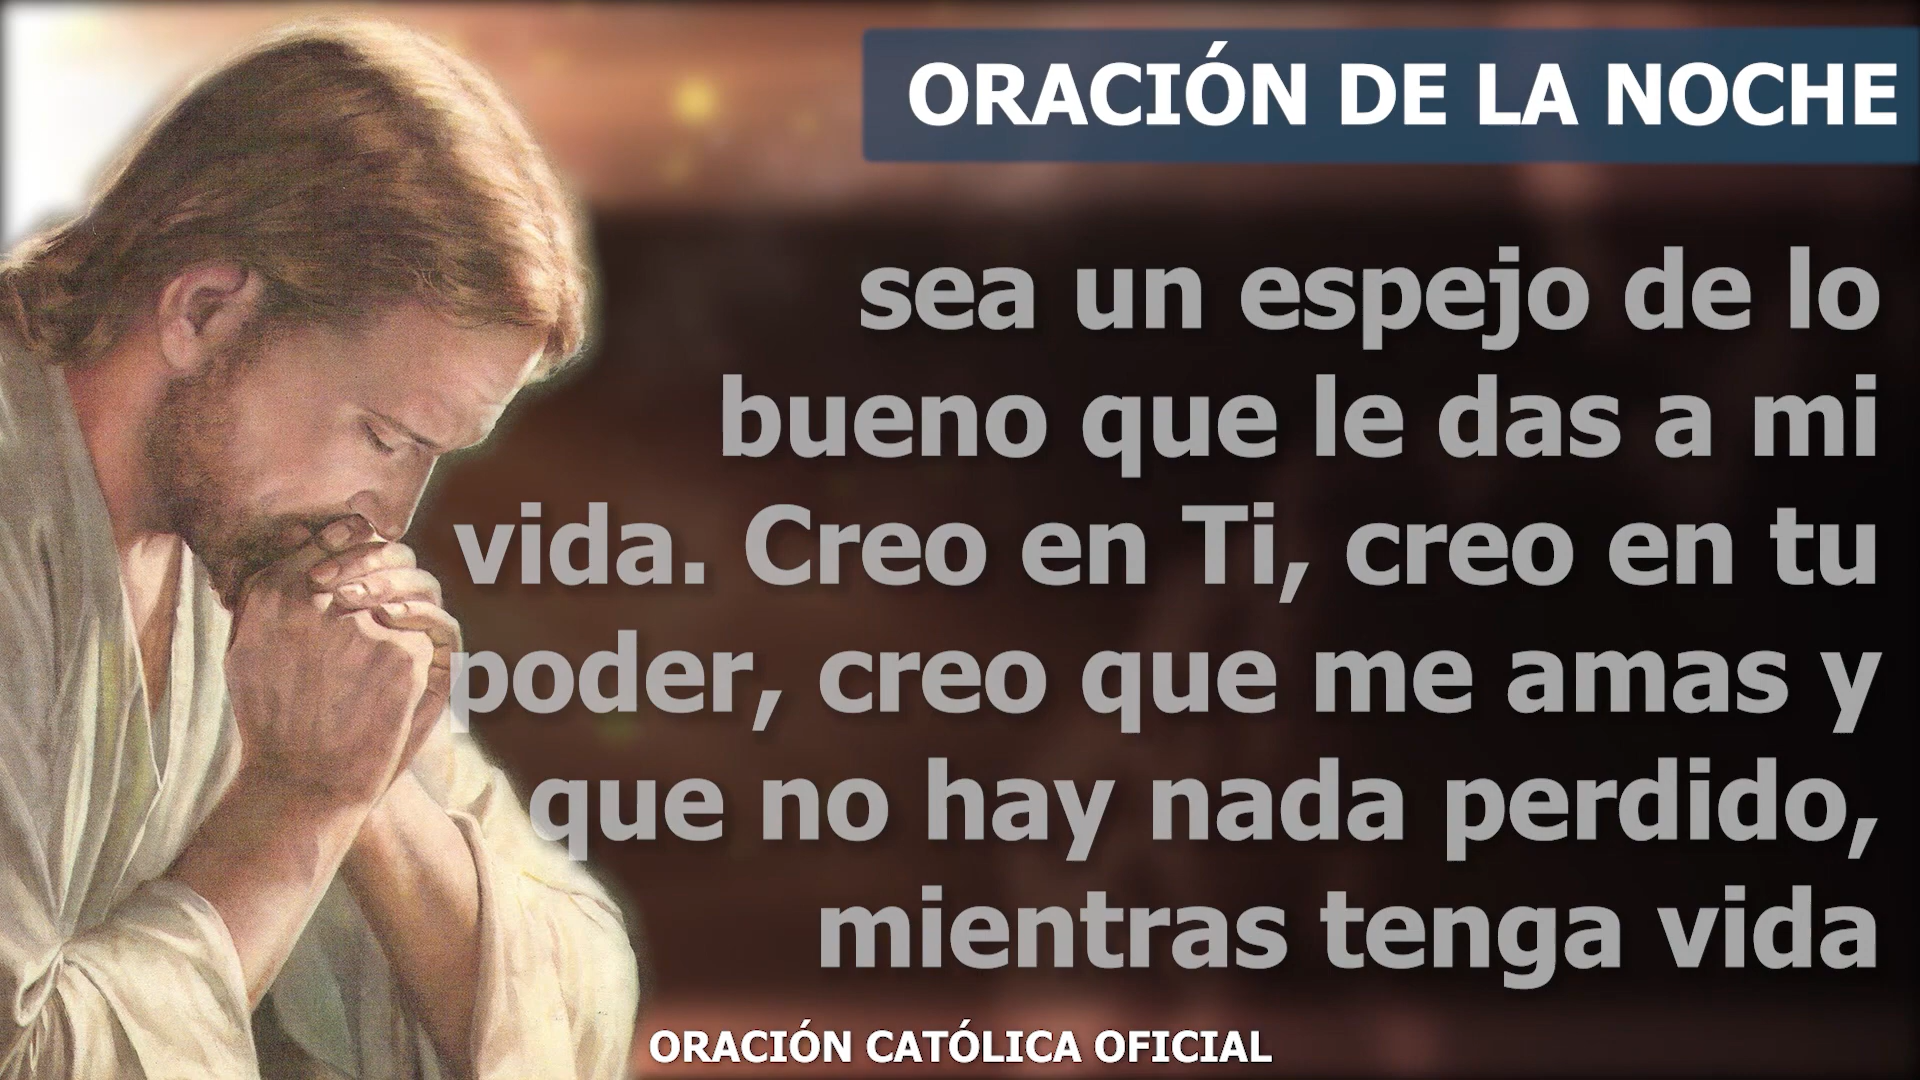 ORACIÓN DE LA NOCHE
sea un espejo de lo
bueno que le das a mi
vida. Creo en Ti, creo en tu
poder, creo que me amas y
que no hay nada perdido,
mientras tenga vida
ORACIÓN CATÓLICA OFICIAL